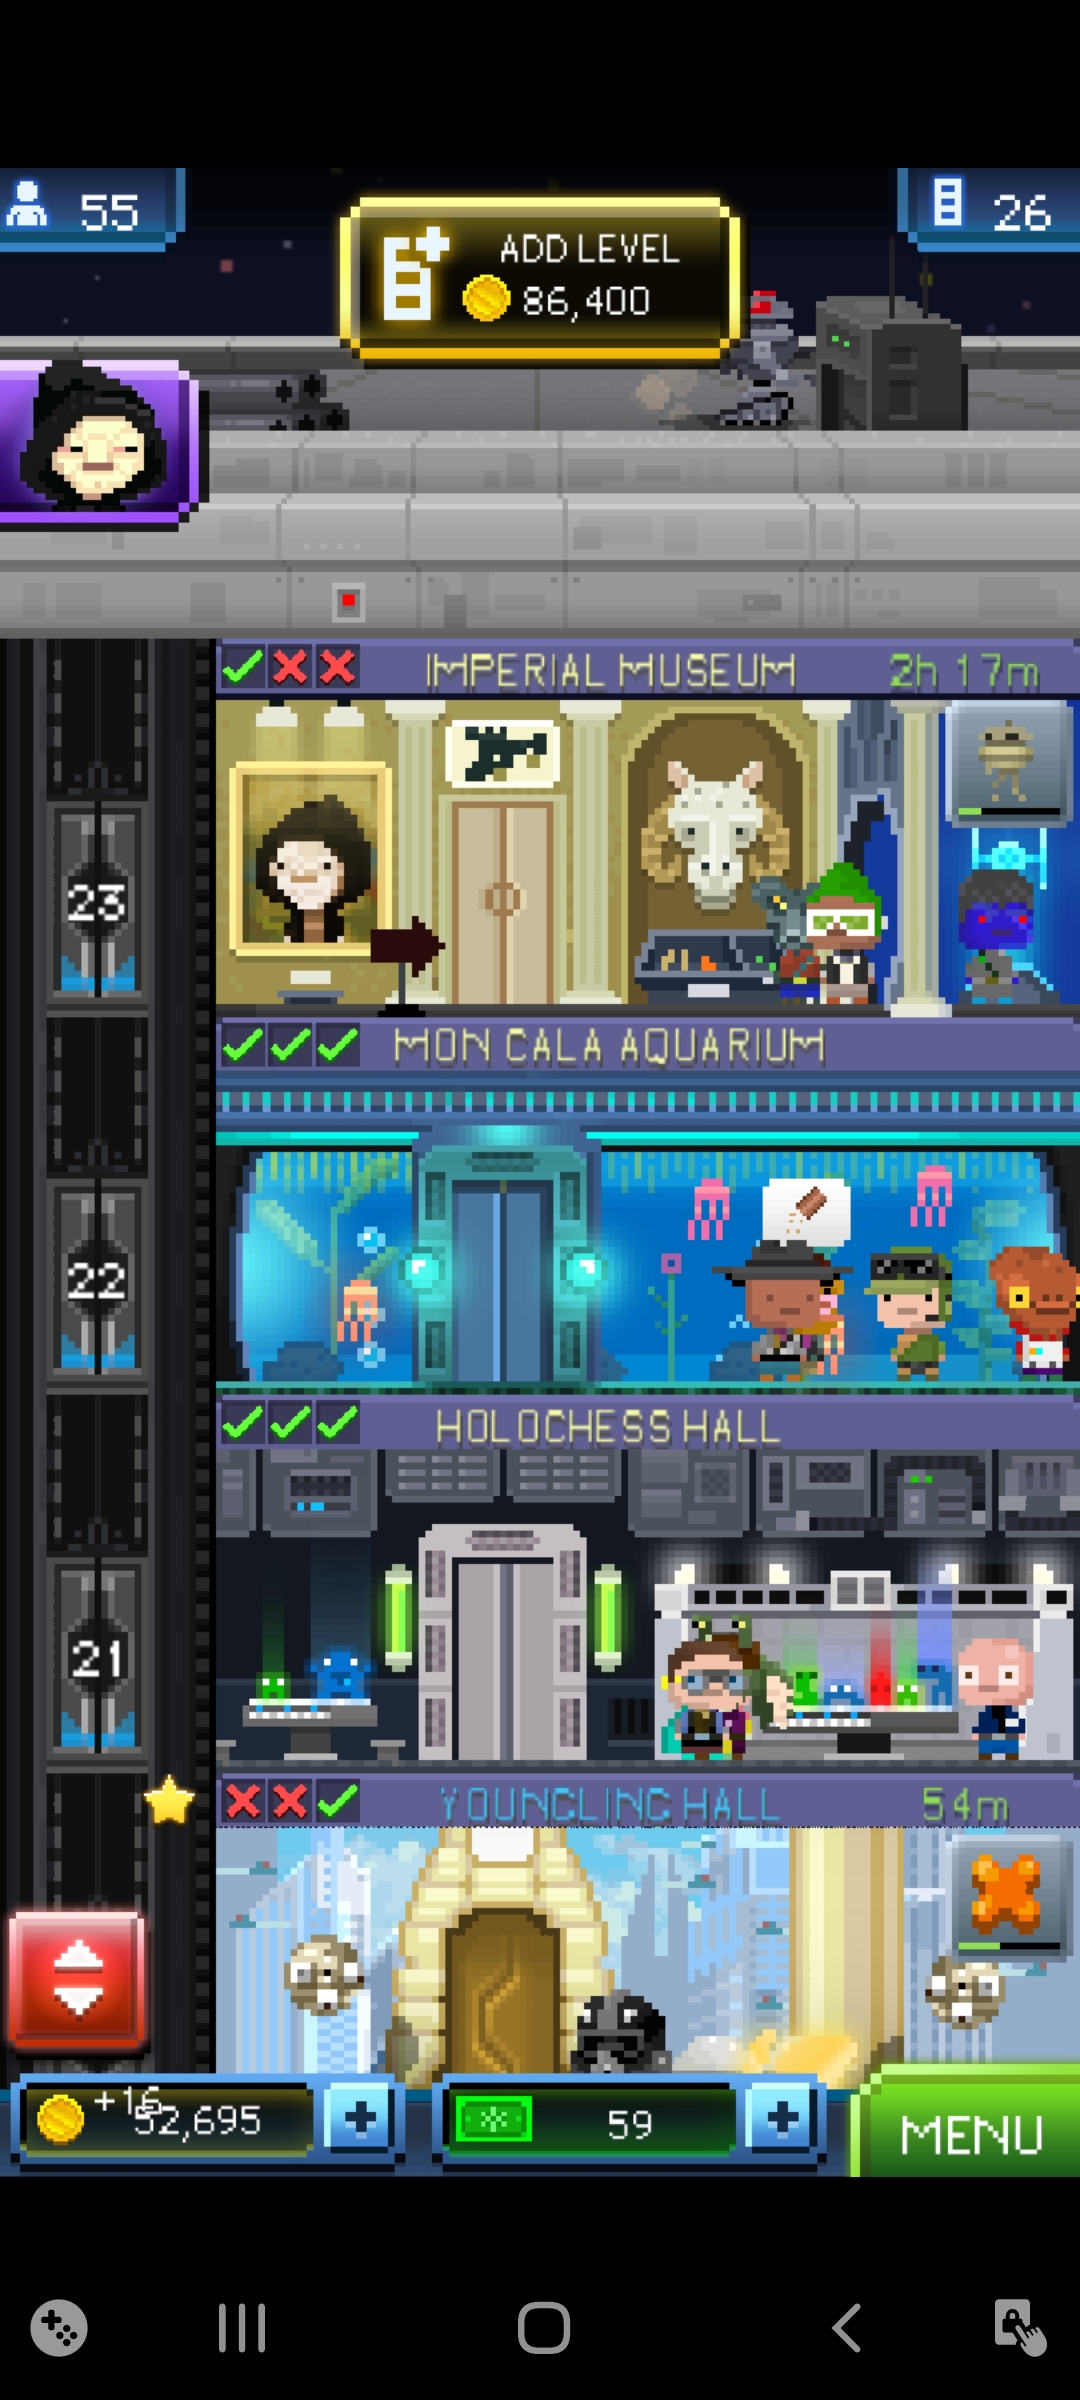 55
26
ADD LEVEL
86,400
IMPERIAL MUSEUM 2h 17m
23
MON CALA AQUARIUM
22
HOLOCHESS HALL
21
YOUNGLING HALL 54m
+16
52,695
59
MENU